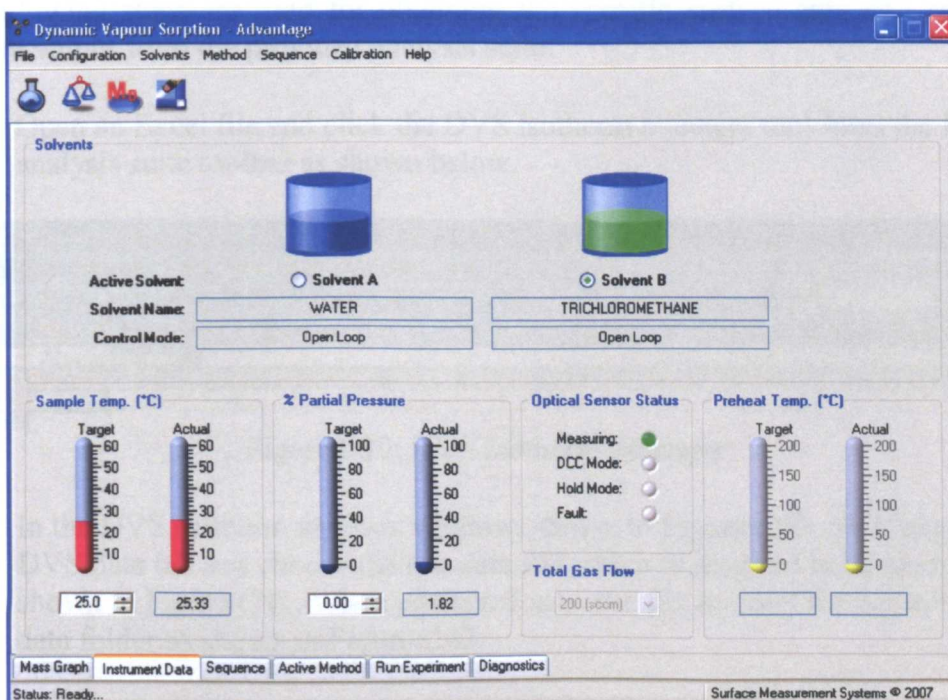 Dynamic Vapour Sorption - Advantage
File Configuration Solvents Method Sequence Calibration Help
Solvents
Active Solvent: Solvent A Solvent B
Solvent Name: WATER TRICHLOROMETHANE
Control Mode: Open Loop Open Loop
Sample Temp. (°C) % Partial Pressure Optical Sensor Status Preheat Temp. (°C)
Target Actual Target Actual Target Actual
Measuring:
DCC Mode:
Hold Mode:
Fault:
60 60 100 100 200 200
50 50 80 80 150 150
40 40 60 60 100 100
30 30 40 40 50 50
20 20 20 20 0 0
10 10 0 0
Total Gas Flow
25.0 25.33 0.00 1.82 200 (sccm)
Mass Graph Instrument Data Sequence Active Method Run Experiment Diagnostics
Status: Ready... Surface Measurement Systems © 2007